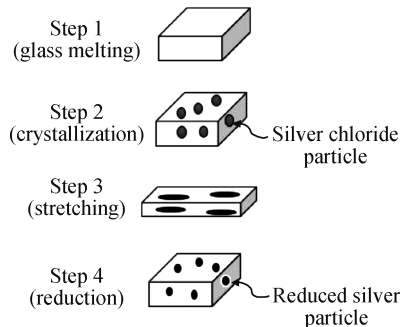 Step 1
(glass melting)
Step 2
(crystallization)
Silver chloride
particle
Step 3
(stretching)
Step 4
(reduction)
Reduced silver
particle